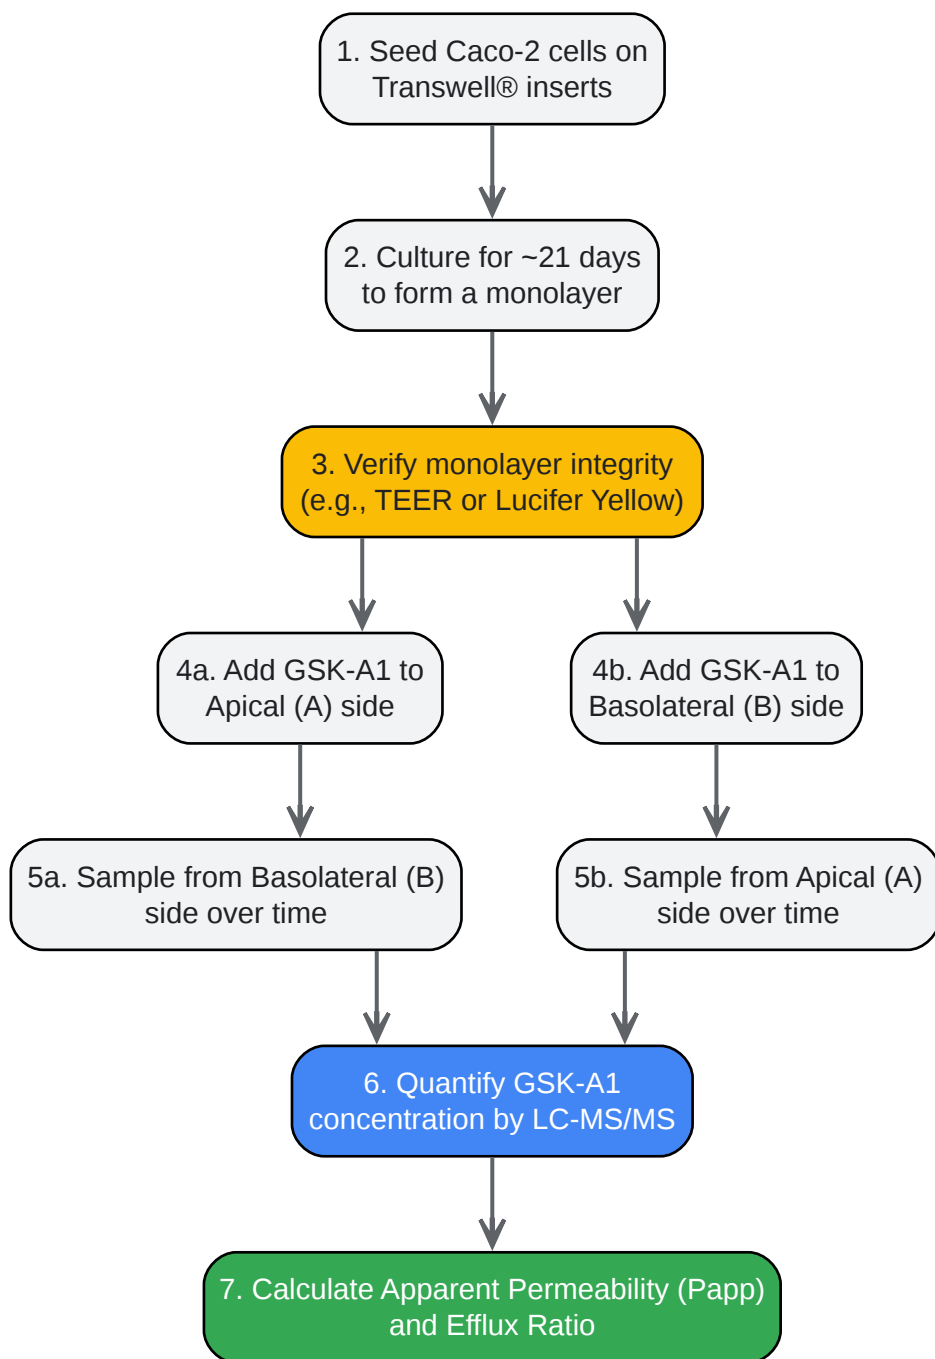 1. Seed Caco-2 cells on
Transwell® inserts
2. Culture for ~21 days
to form a monolayer
3. Verify monolayer integrity
(e.g., TEER or Lucifer Yellow)
4a. Add GSK-A1 to
Apical (A) side
4b. Add GSK-A1 to
Basolateral (B) side
5a. Sample from Basolateral (B)
side over time
5b. Sample from Apical (A)
side over time
6. Quantify GSK-A1
concentration by LC-MS/MS
7. Calculate Apparent Permeability (Papp)
and Efflux Ratio